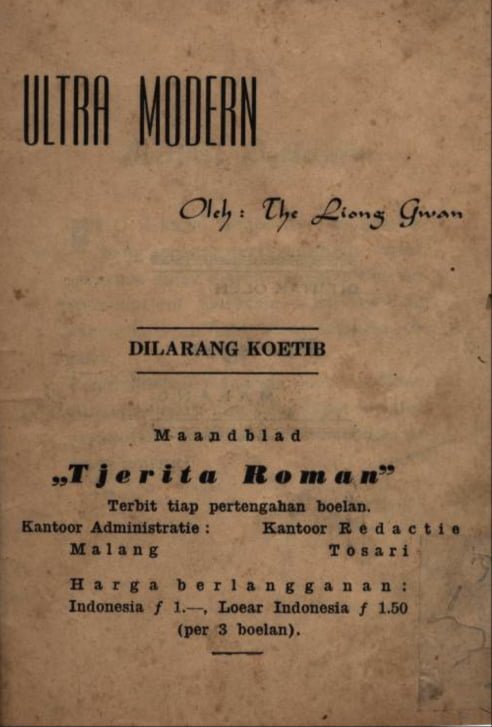 ULTRA MODERN
Oleh : The Liong Gwan
DILARANG KOETIB
Maandblad
„Tjerita Roman”
Terbit tiap pertengahan boelan.
Kantoor Administratie : Kantoor Redactie
Malang Tosari
Harga berlangganan :
Indonesia ƒ 1.—, Loear Indonesia ƒ 1.50
(per 3 boelan).